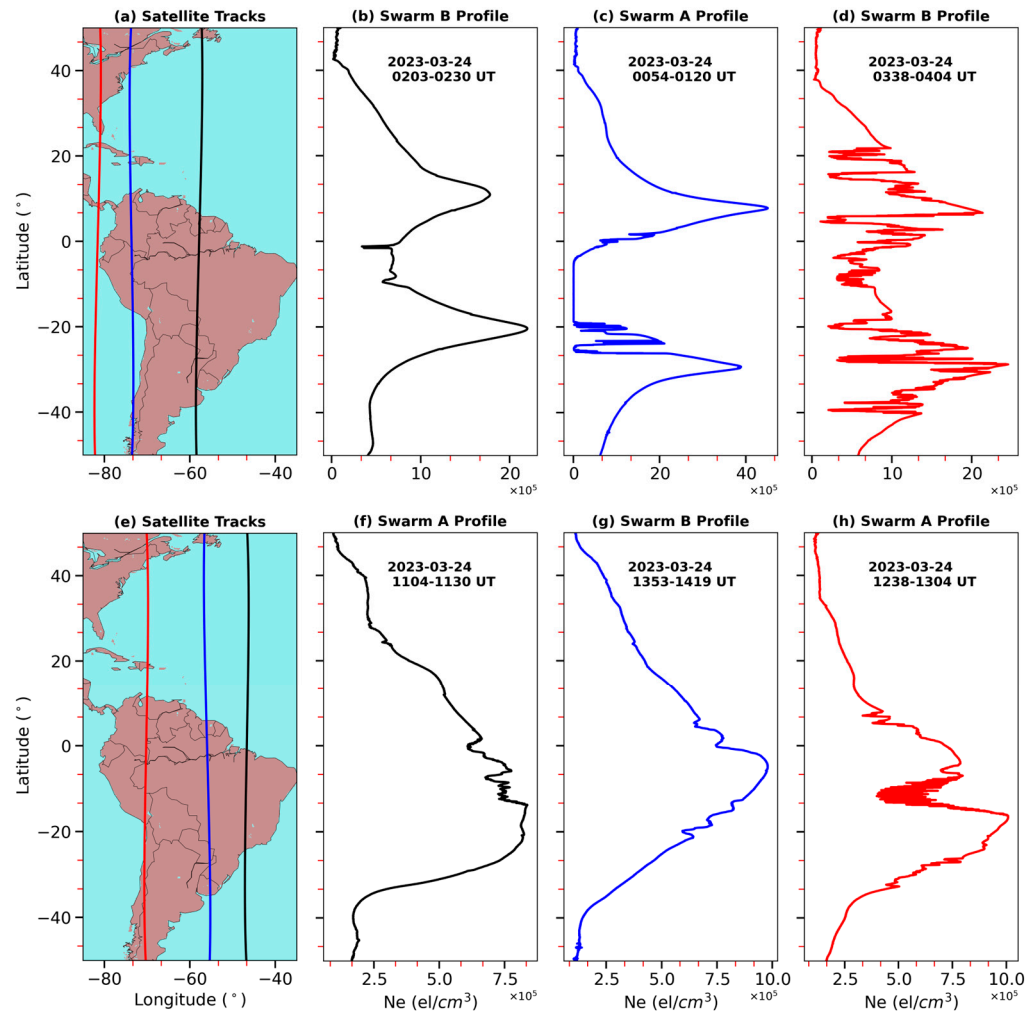 (a) Satellite Tracks
(b) Swarm B Profile
(c) Swarm A Profile
(d) Swarm B Profile
2023-03-24
0203-0230 UT
2023-03-24
0054-0120 UT
2023-03-24
0338-0404 UT
Latitude (°)
40
20
0
−20
−40
−80 −60 −40
0 10 20
×10⁵
0 20 40
×10⁵
0 10 20
×10⁵
(e) Satellite Tracks
(f) Swarm A Profile
(g) Swarm B Profile
(h) Swarm A Profile
2023-03-24
1104-1130 UT
2023-03-24
1353-1419 UT
2023-03-24
1238-1304 UT
Latitude (°)
40
20
0
−20
−40
−80 −60 −40
Longitude (°)
2.5 5.0 7.5
×10⁵
Ne (el/cm³)
2.5 5.0 7.5 10.0
×10⁵
Ne (el/cm³)
2.5 5.0 7.5 10.0
×10⁵
Ne (el/cm³)